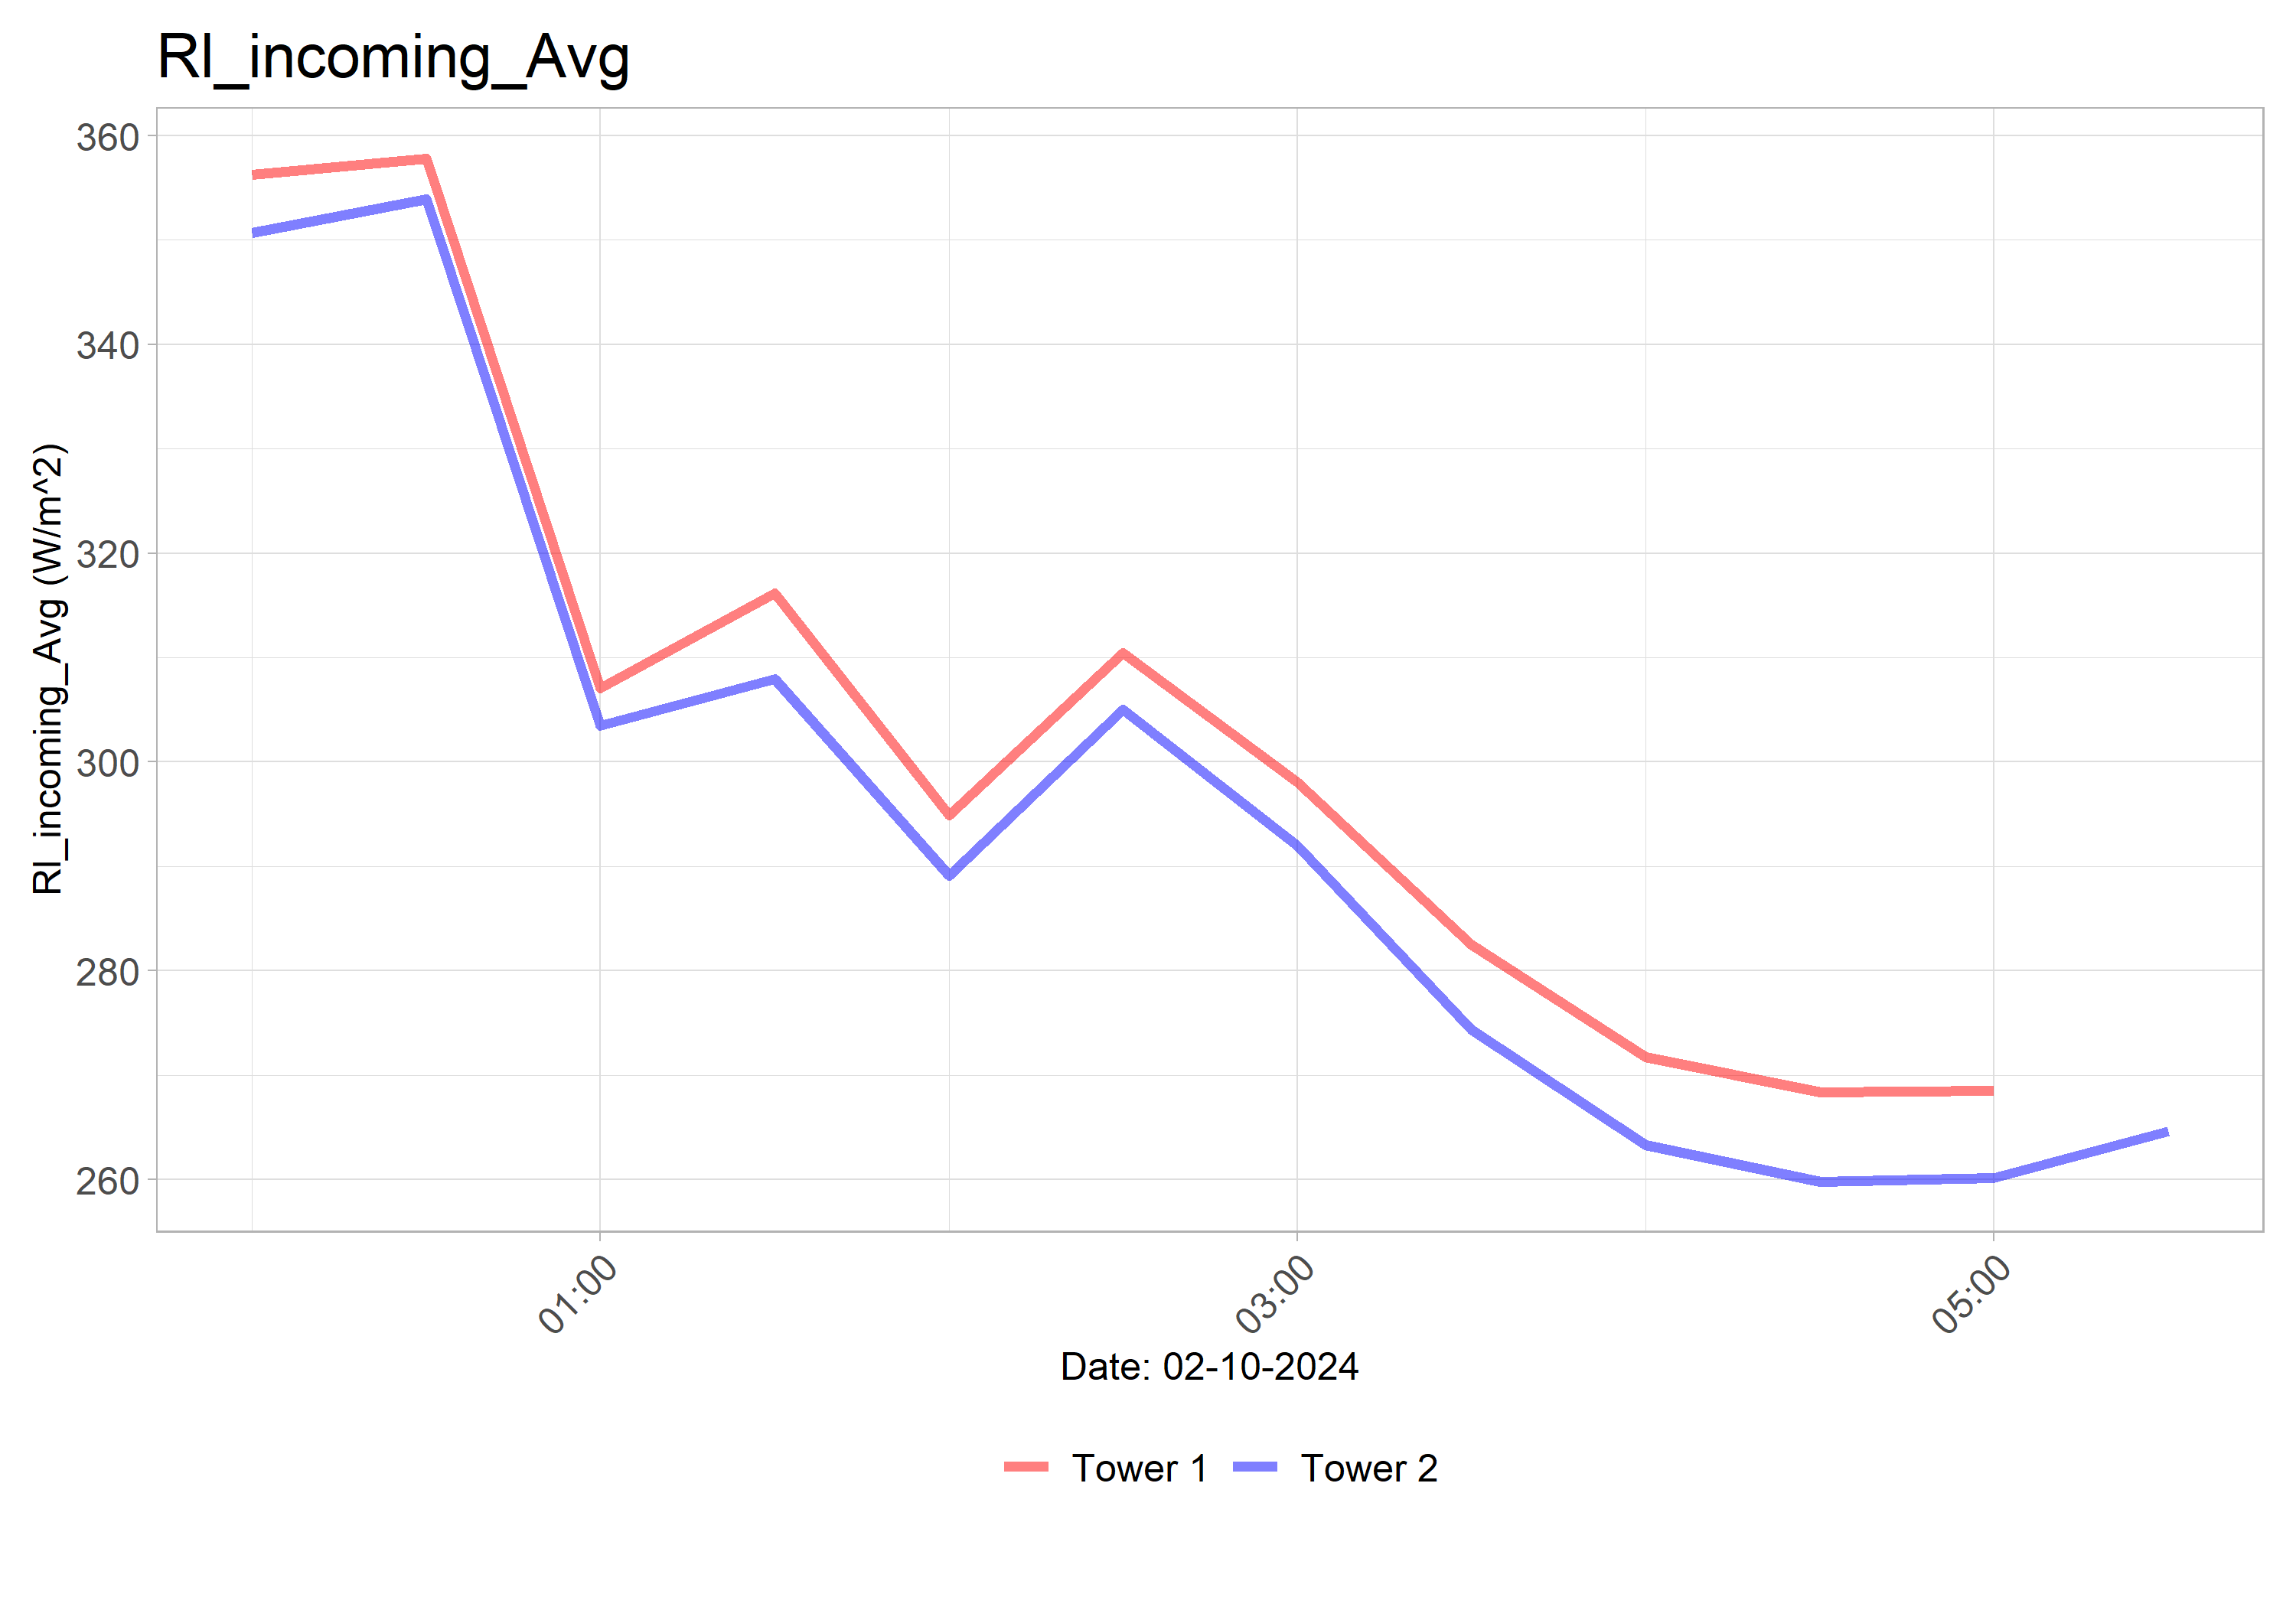 Rl_incoming_Avg
Rl_incoming_Avg (W/m^2)
360
340
320
300
280
260
01:00
03:00
05:00
Date: 02-10-2024
Tower 1
Tower 2